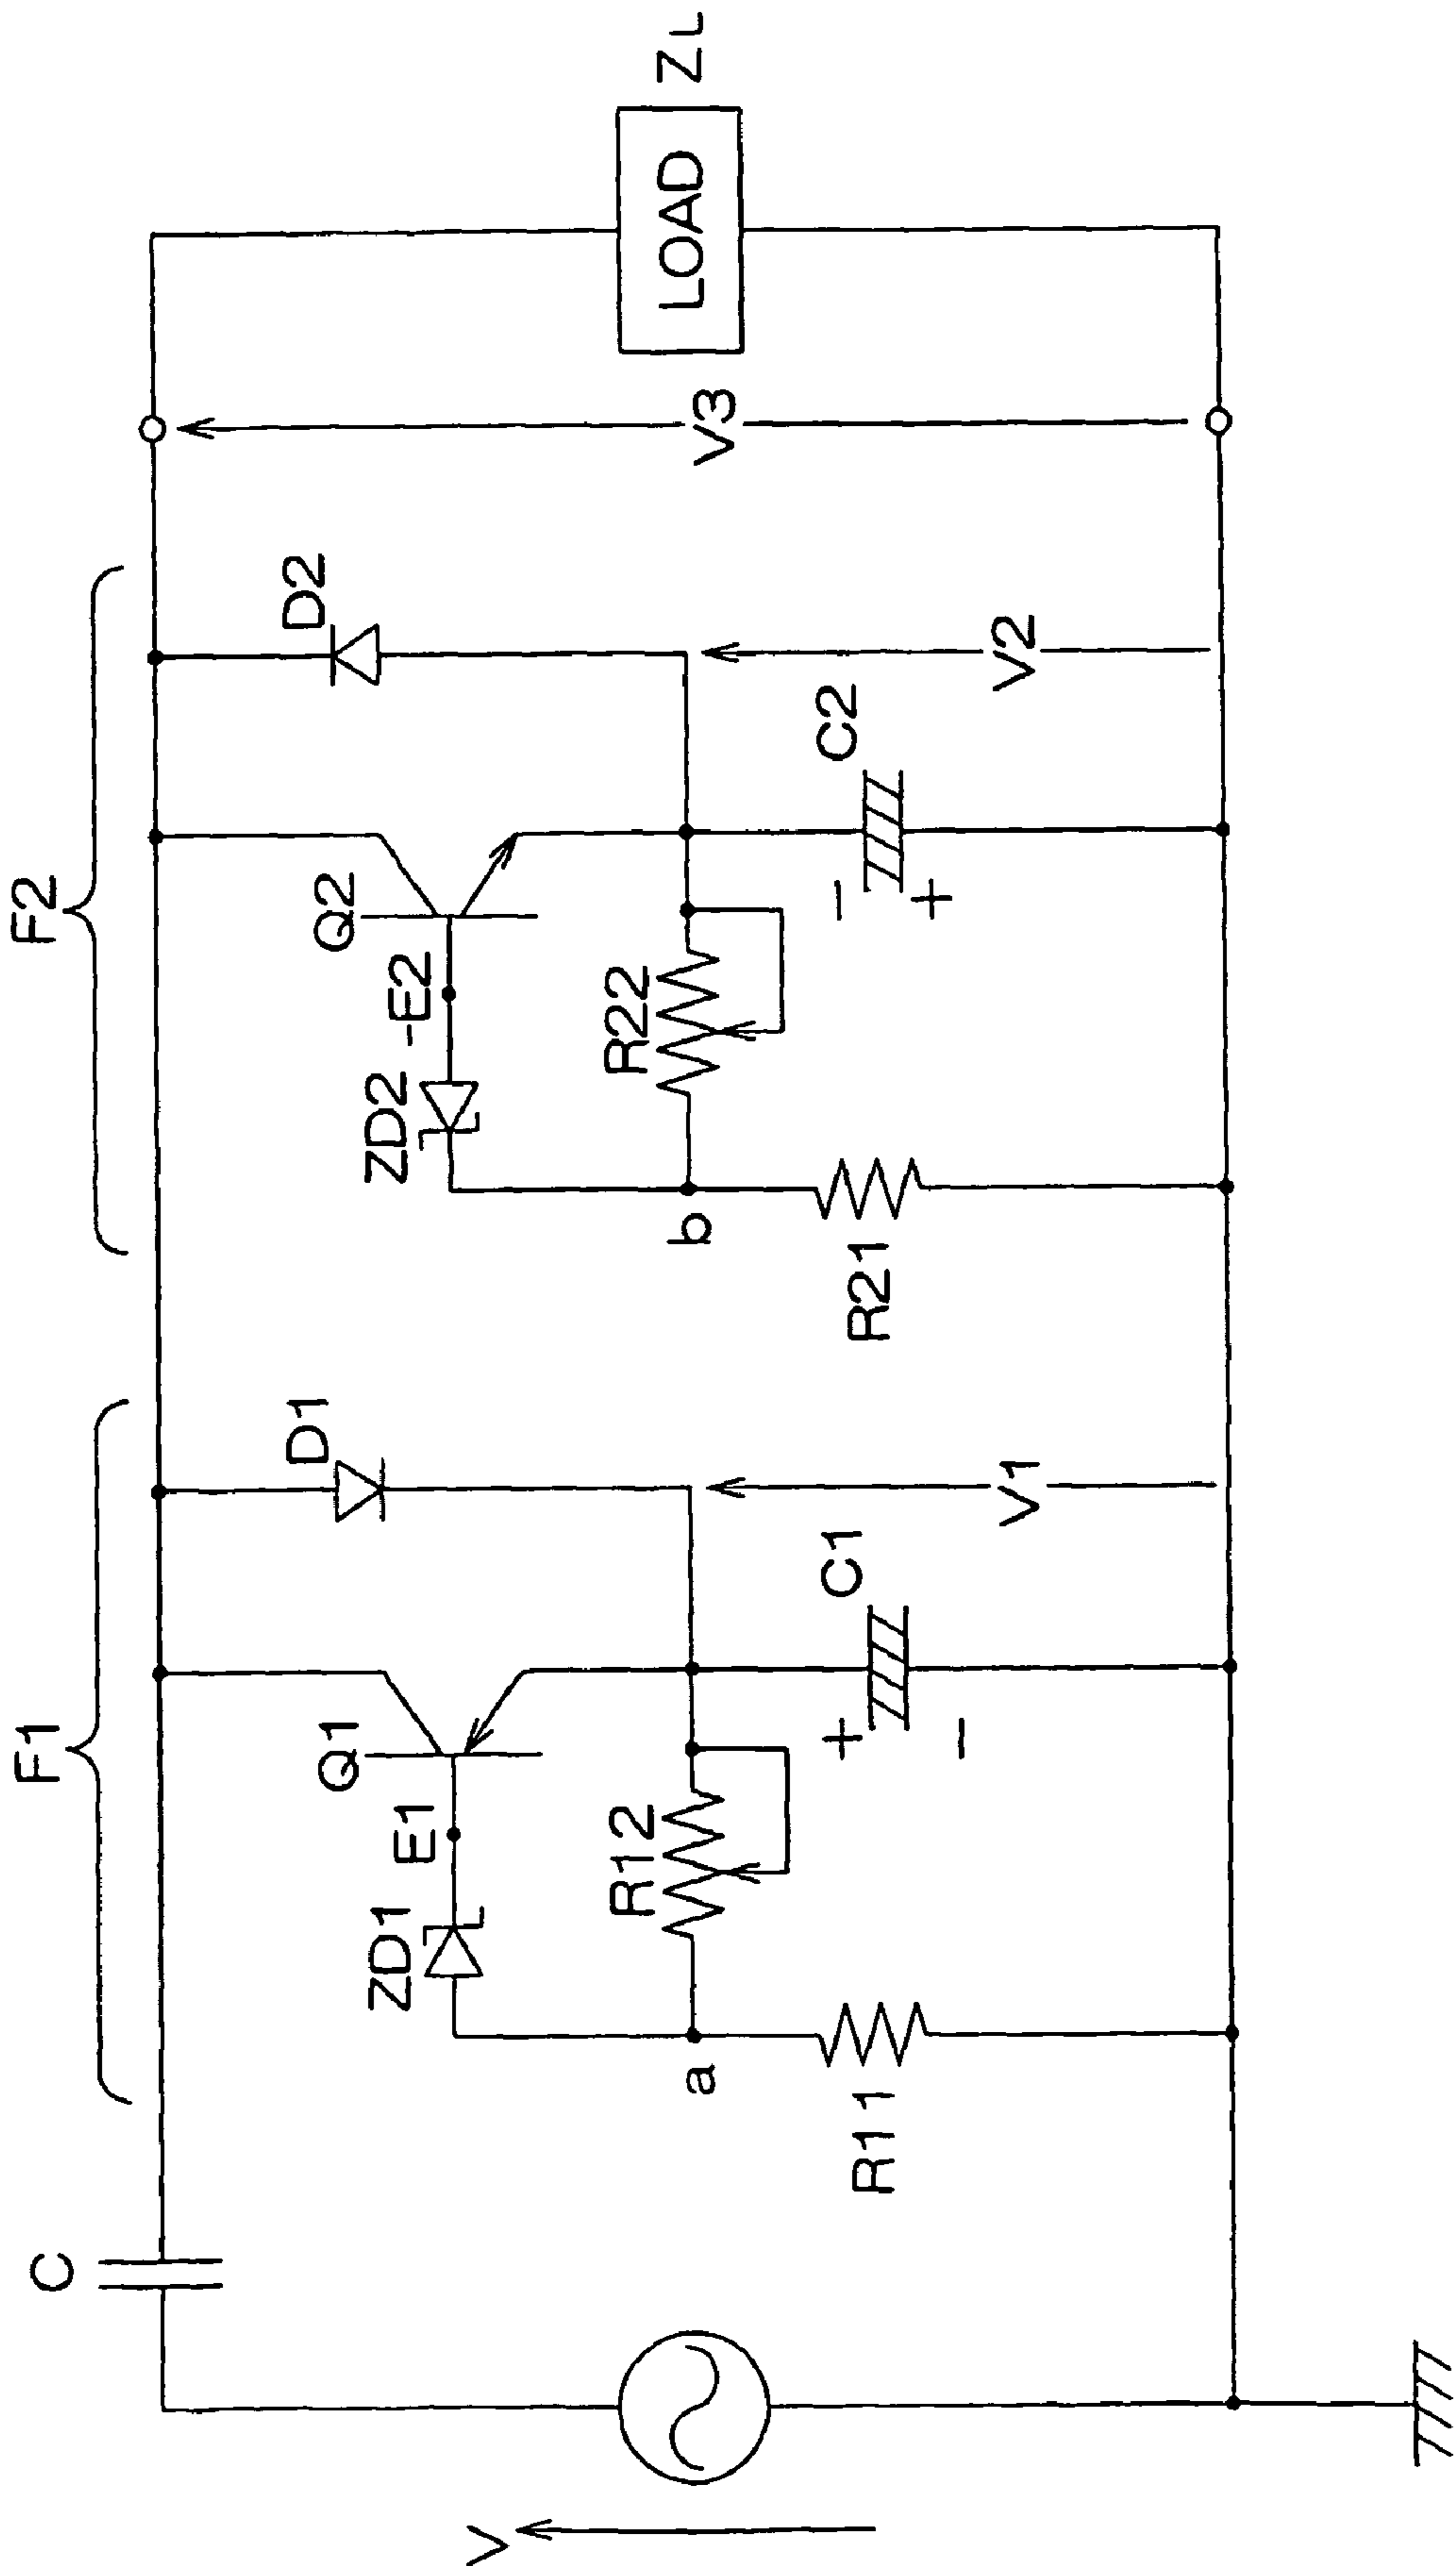 F1
F2
C
Q1
D1
Q2
D2
E1
-E2
ZD1
ZD2
R12
R22
a
b
+
-
C1
-
+
C2
R11
R21
V
V1
V2
V3
LOAD
ZL